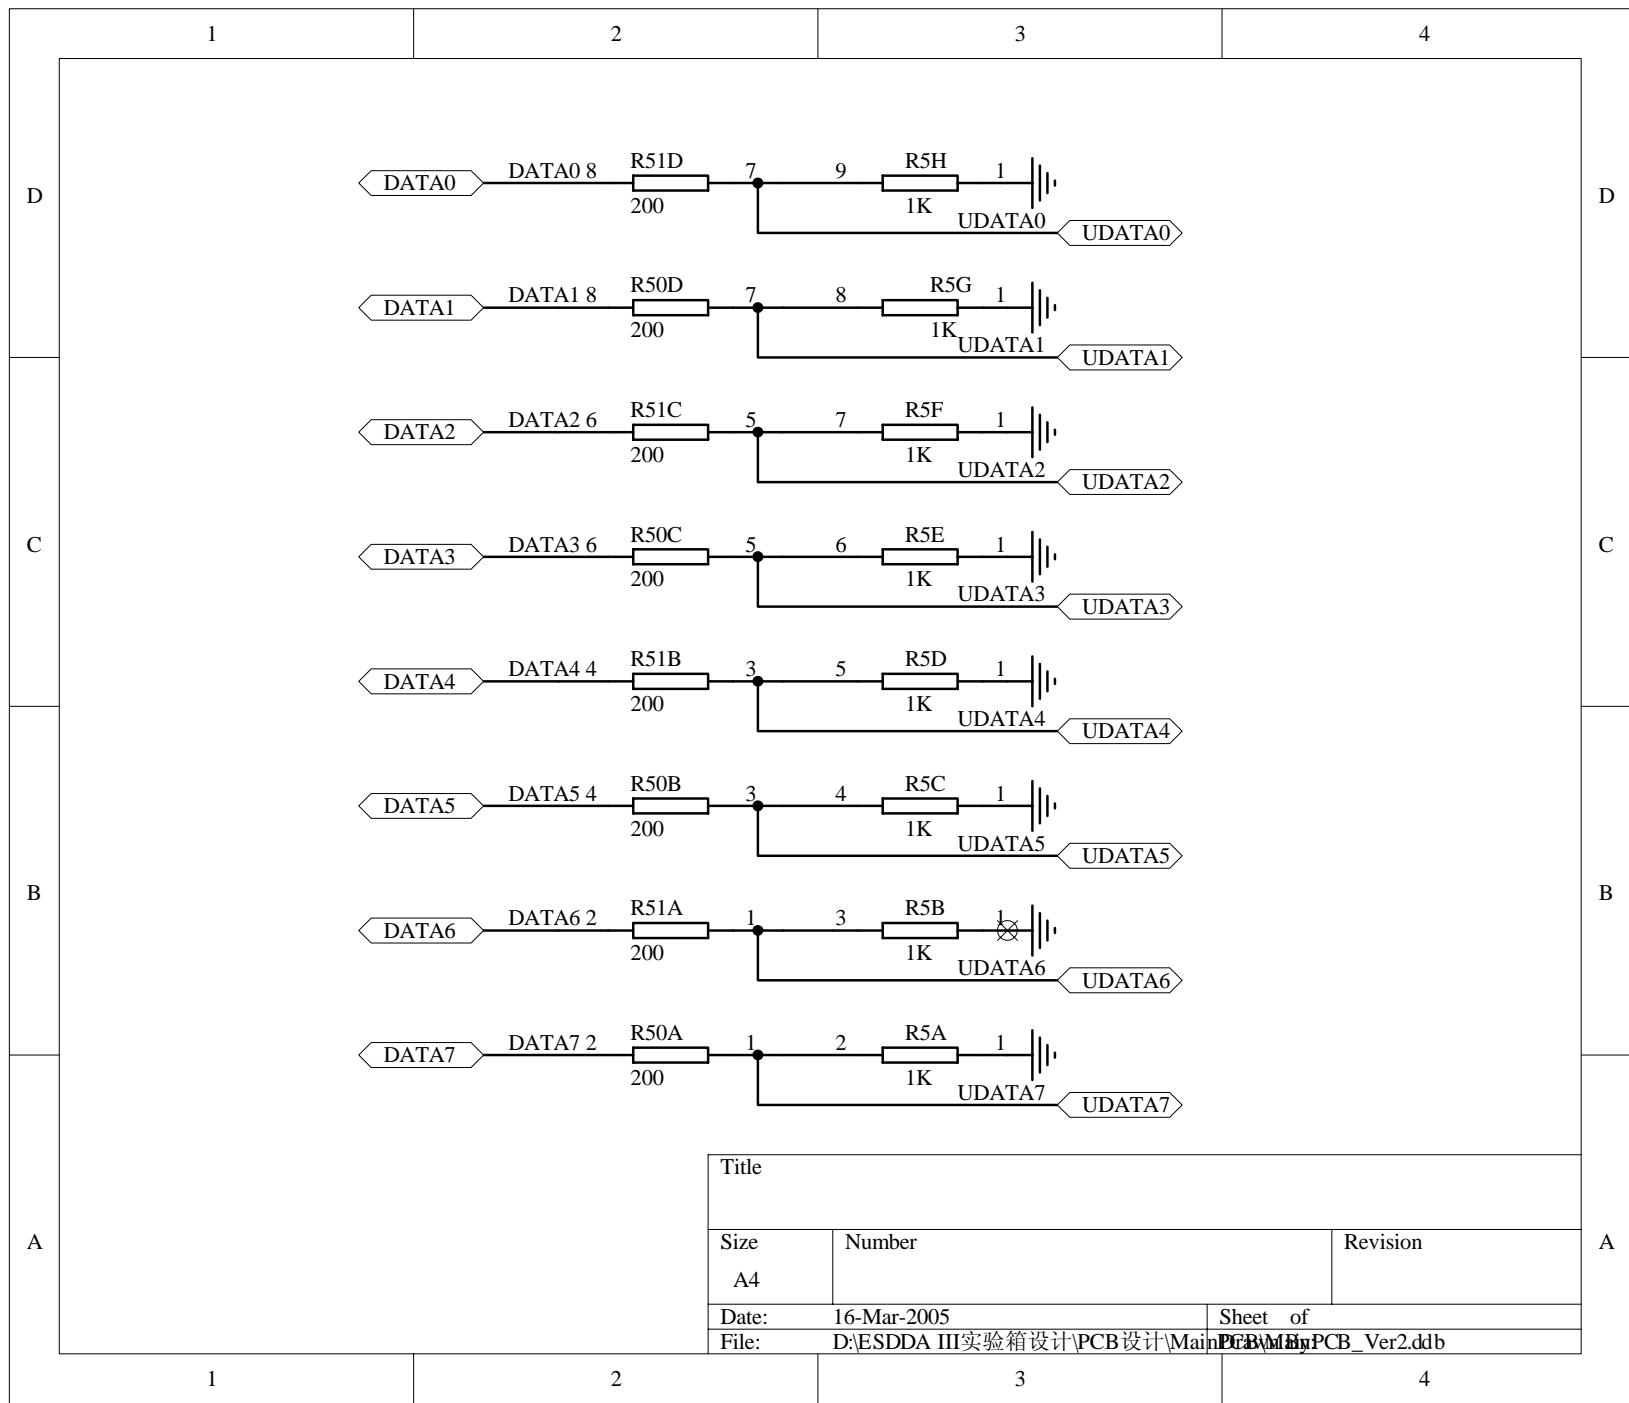 1 2 3 4
D D
R51D R5H
DATA0 DATA0 8 7 9 1
200 1K
UDATA0 UDATA0
R50D R5G
DATA1 DATA1 8 7 8 1
200 1K
UDATA1 UDATA1
R51C R5F
DATA2 DATA2 6 5 7 1
200 1K
UDATA2 UDATA2
C C
R50C R5E
DATA3 DATA3 6 5 6 1
200 1K
UDATA3 UDATA3
R51B R5D
DATA4 DATA4 4 3 5 1
200 1K
UDATA4 UDATA4
R50B R5C
DATA5 DATA5 4 3 4 1
200 1K
UDATA5 UDATA5
B B
R51A R5B
DATA6 DATA6 2 1 3 1
200 1K
UDATA6 UDATA6
R50A R5A
DATA7 DATA7 2 1 2 1
200 1K
UDATA7 UDATA7
Title
A A
Size Number Revision
A4
Date: 16-Mar-2005 Sheet of
File: D:\ESDDA III实验箱设计\PCB设计\MainPCB\MainPCB_Ver2.ddb
Drawn By:
1 2 3 4